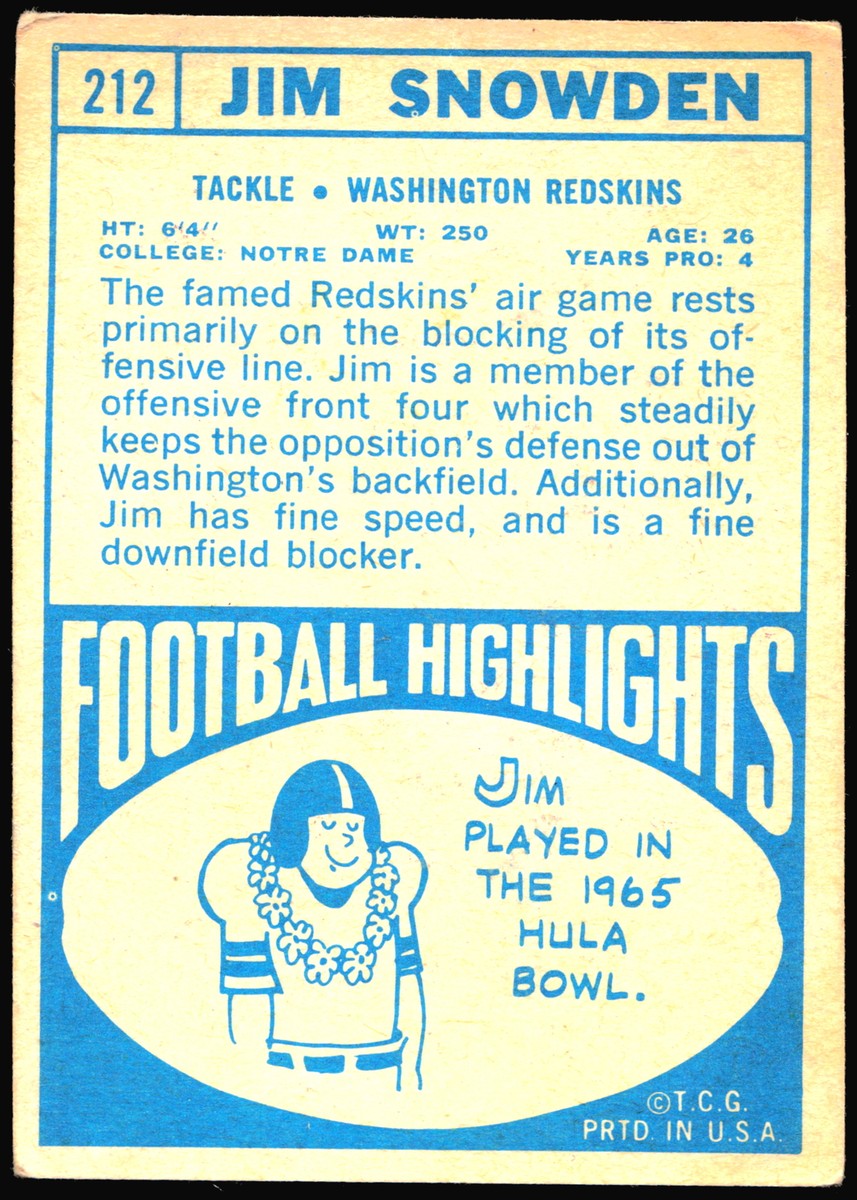 212 JIM SNOWDEN
TACKLE • WASHINGTON REDSKINS
HT: 6'4" WT: 250 AGE: 26
COLLEGE: NOTRE DAME YEARS PRO: 4
The famed Redskins' air game rests
primarily on the blocking of its of-
fensive line. Jim is a member of the
offensive front four which steadily
keeps the opposition's defense out of
Washington's backfield. Additionally,
Jim has fine speed, and is a fine
downfield blocker.
FOOTBALL HIGHLIGHTS
JIM
PLAYED IN
THE 1965
HULA
BOWL.
©T.C.G.
PRTD. IN U.S.A.